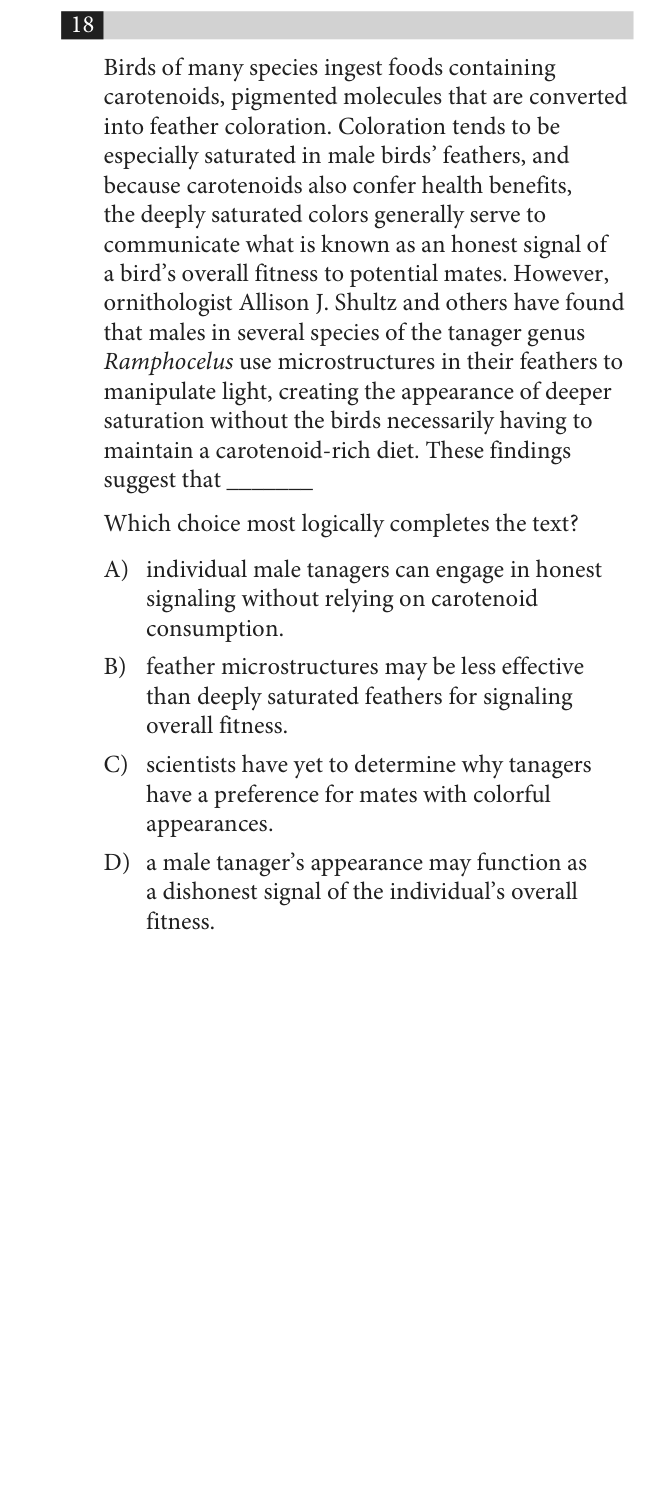 18
Birds of many species ingest foods containing
carotenoids, pigmented molecules that are converted
into feather coloration. Coloration tends to be
especially saturated in male birds’ feathers, and
because carotenoids also confer health benefits,
the deeply saturated colors generally serve to
communicate what is known as an honest signal of
a bird’s overall fitness to potential mates. However,
ornithologist Allison J. Shultz and others have found
that males in several species of the tanager genus
Ramphocelus use microstructures in their feathers to
manipulate light, creating the appearance of deeper
saturation without the birds necessarily having to
maintain a carotenoid-rich diet. These findings
suggest that _______
Which choice most logically completes the text?
A) individual male tanagers can engage in honest
signaling without relying on carotenoid
consumption.
B) feather microstructures may be less effective
than deeply saturated feathers for signaling
overall fitness.
C) scientists have yet to determine why tanagers
have a preference for mates with colorful
appearances.
D) a male tanager’s appearance may function as
a dishonest signal of the individual’s overall
fitness.